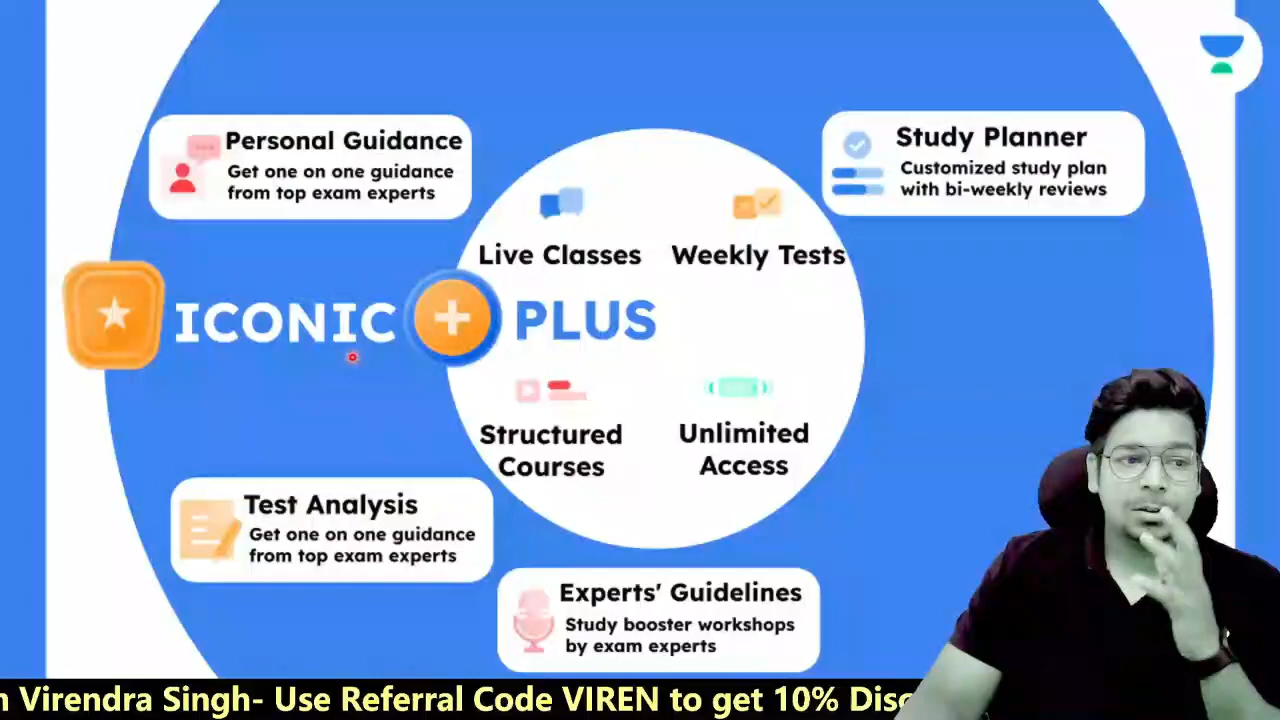 Personal Guidance
Get one on one guidance
from top exam experts
Study Planner
Customized study plan
with bi-weekly reviews
Live Classes
Weekly Tests
ICONIC
PLUS
Structured
Courses
Unlimited
Access
Test Analysis
Get one on one guidance
from top exam experts
Experts' Guidelines
Study booster workshops
by exam experts
Virendra Singh- Use Referral Code VIREN to get 10%